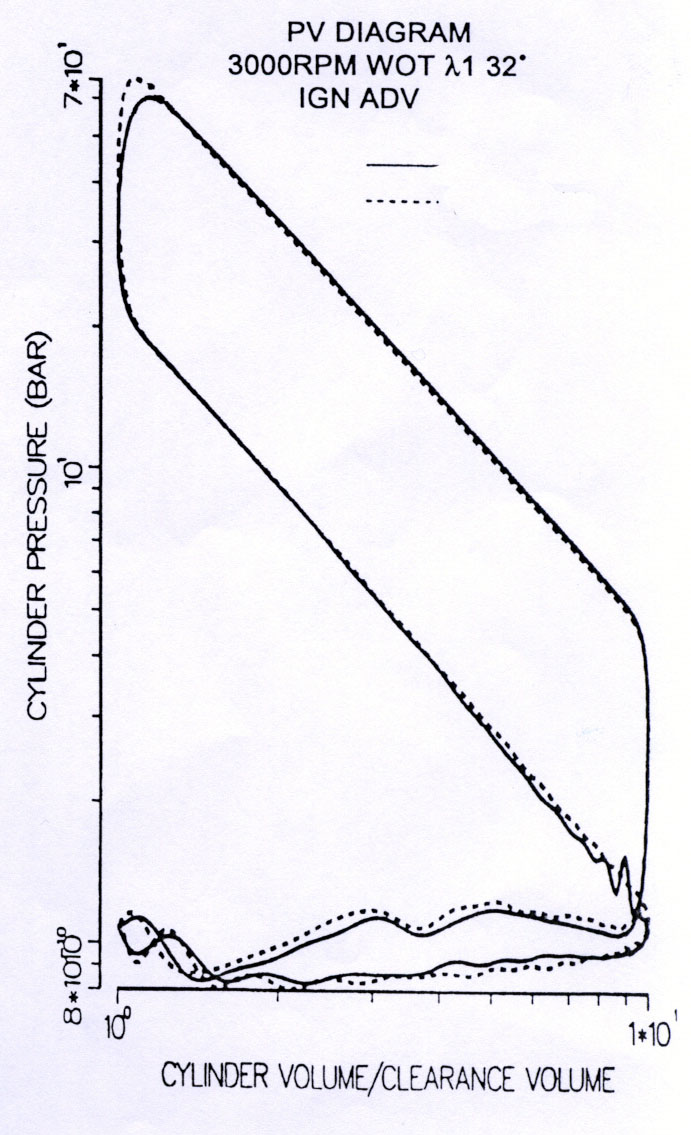 PV DIAGRAM
3000RPM WOT λ1 32°
IGN ADV
7*10¹
CYLINDER PRESSURE (BAR)
10¹
10⁰
8*10
10⁰
1*10¹
CYLINDER VOLUME/CLEARANCE VOLUME